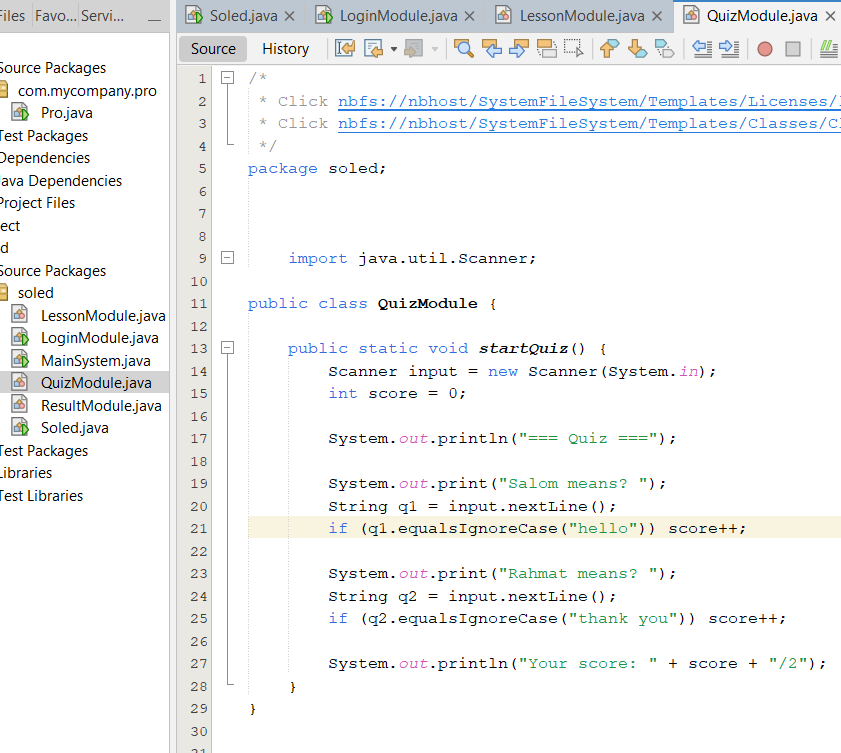 Files Favo... Servi...
Soled.java LoginModule.java LessonModule.java QuizModule.java
Source History
Source Packages
com.mycompany.pro
Pro.java
Test Packages
Dependencies
Java Dependencies
Project Files
ect
d
Source Packages
soled
LessonModule.java
LoginModule.java
MainSystem.java
QuizModule.java
ResultModule.java
Soled.java
Test Packages
Libraries
Test Libraries
1 /*
2 * Click nbfs://nbhost/SystemFileSystem/Templates/Licenses/
3 * Click nbfs://nbhost/SystemFileSystem/Templates/Classes/Cl
4 */
5 package soled;
6
7
8
9 import java.util.Scanner;
10
11 public class QuizModule {
12
13 public static void startQuiz() {
14 Scanner input = new Scanner(System.in);
15 int score = 0;
16
17 System.out.println("=== Quiz ===");
18
19 System.out.print("Salom means? ");
20 String q1 = input.nextLine();
21 if (q1.equalsIgnoreCase("hello")) score++;
22
23 System.out.print("Rahmat means? ");
24 String q2 = input.nextLine();
25 if (q2.equalsIgnoreCase("thank you")) score++;
26
27 System.out.println("Your score: " + score + "/2");
28 }
29 }
30
31